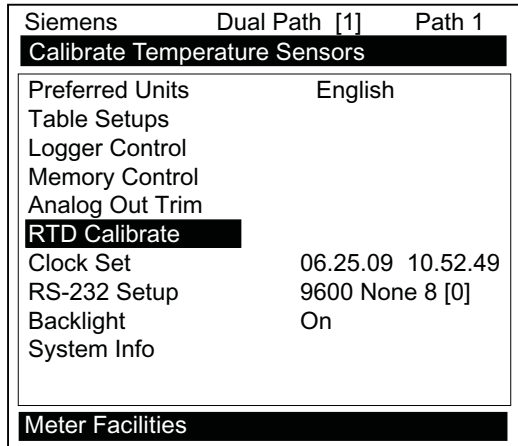 Siemens Dual Path [1] Path 1
Calibrate Temperature Sensors
Preferred Units English
Table Setups
Logger Control
Memory Control
Analog Out Trim
RTD Calibrate
Clock Set 06.25.09 10.52.49
RS-232 Setup 9600 None 8 [0]
Backlight On
System Info
Meter Facilities